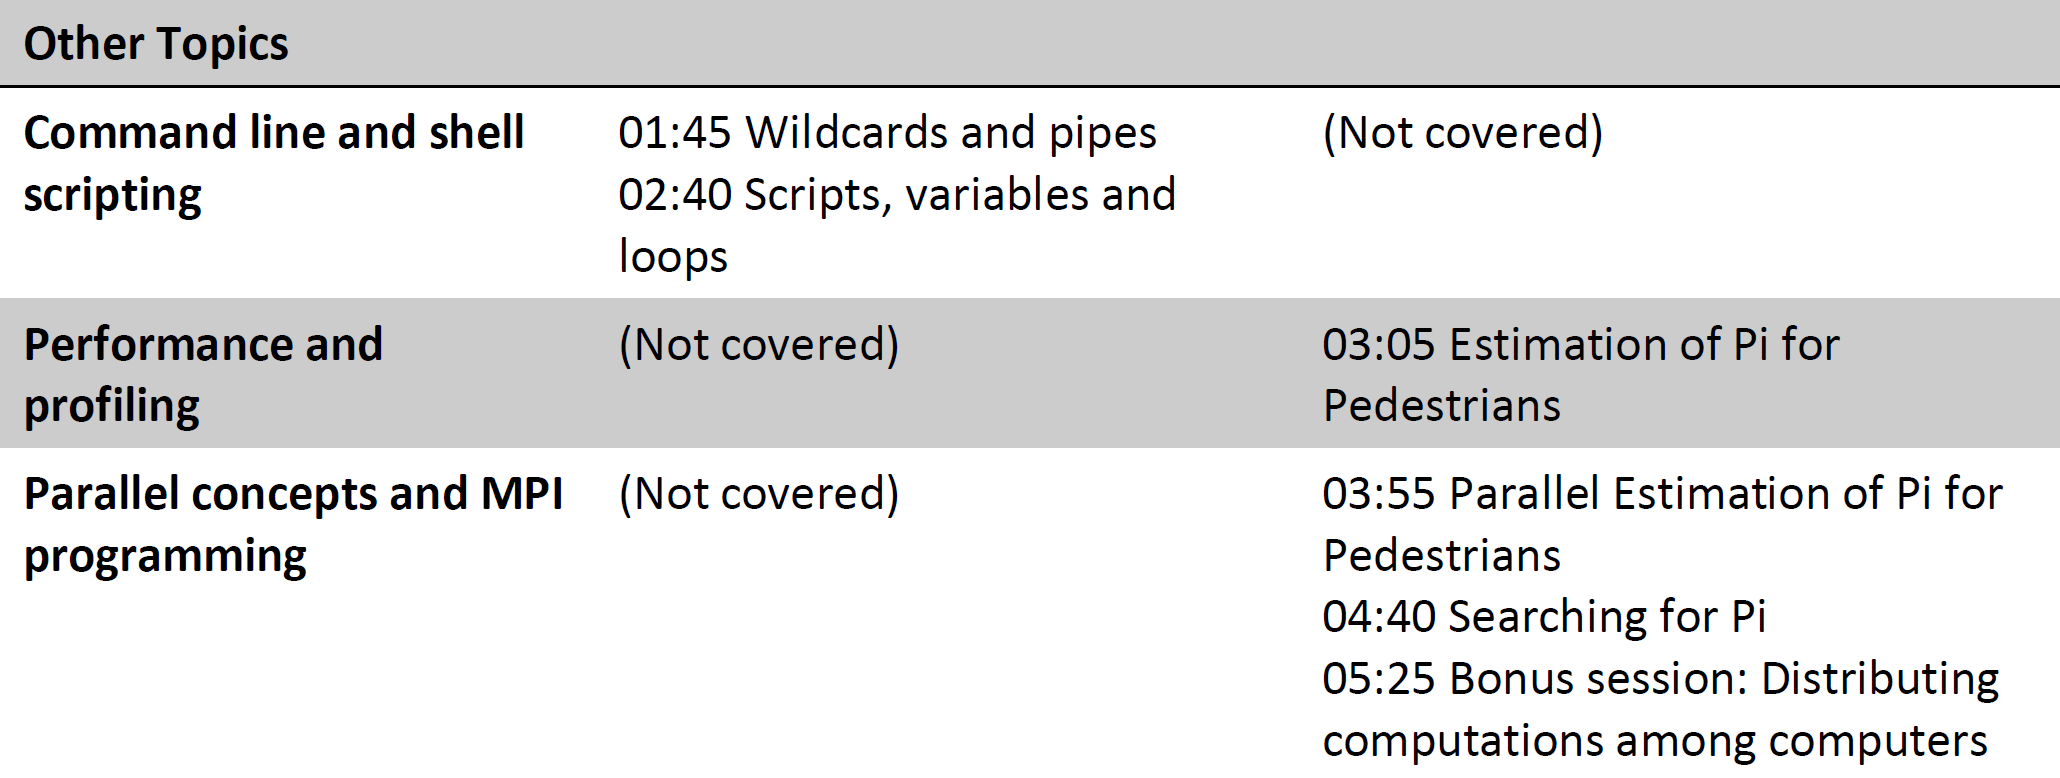 Other Topics
Command line and shell
scripting
01:45 Wildcards and pipes
02:40 Scripts, variables and
loops
(Not covered)
Performance and
profiling
(Not covered)
03:05 Estimation of Pi for
Pedestrians
Parallel concepts and MPI
programming
(Not covered)
03:55 Parallel Estimation of Pi for
Pedestrians
04:40 Searching for Pi
05:25 Bonus session: Distributing
computations among computers